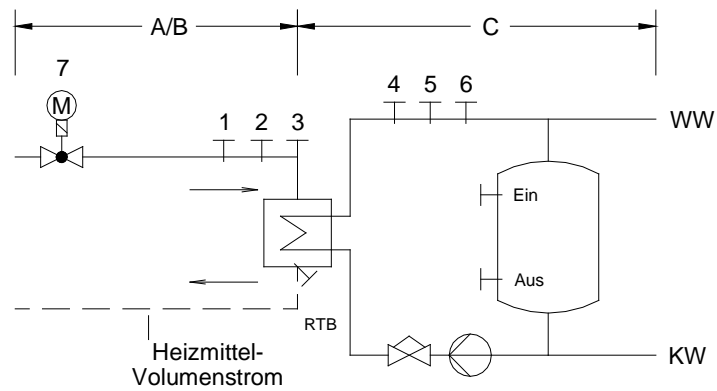 A/B
C
7
M
4
5
6
1
2
3
WW
Ein
Aus
RTB
Heizmittel-
Volumenstrom
KW